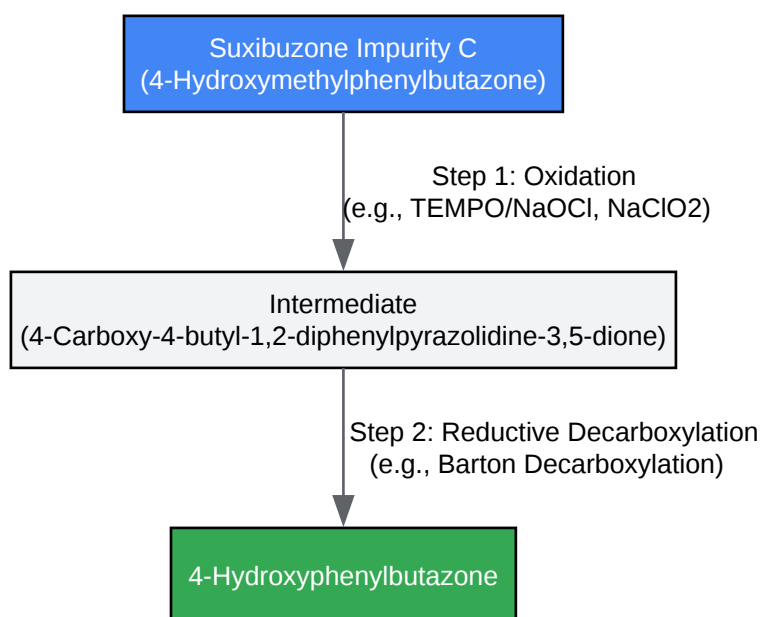 Suxibuzone Impurity C
(4-Hydroxymethylphenylbutazone)
Step 1: Oxidation
(e.g., TEMPO/NaOCl, NaClO2)
Intermediate
(4-Carboxy-4-butyl-1,2-diphenylpyrazolidine-3,5-dione)
Step 2: Reductive Decarboxylation
(e.g., Barton Decarboxylation)
4-Hydroxyphenylbutazone